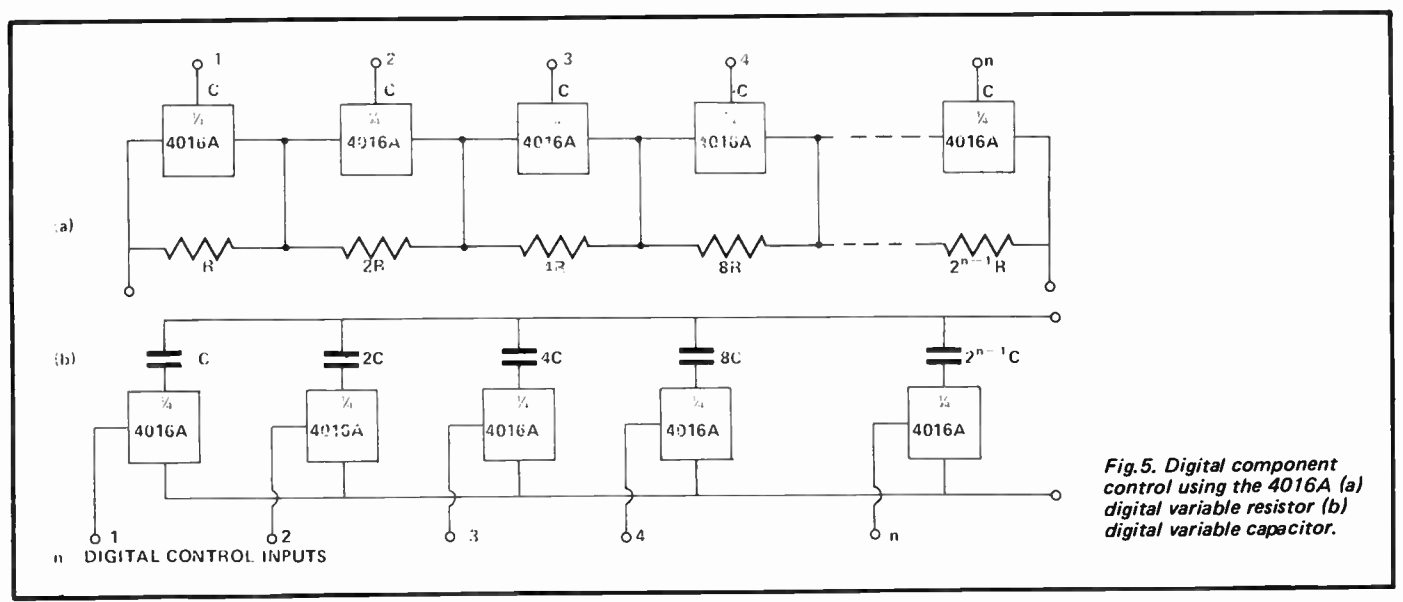 1 2 3 4 n
C C C C C
¼ ¼ ¼ ¼
4016A 4016A 4016A 4016A 4016A
(a)
R 2R 4R 8R 2ⁿ⁻¹R
(b)
C 2C 4C 8C 2ⁿ⁻¹C
¼ ¼ ¼ ¼ ¼
4016A 4016A 4016A 4016A 4016A
1 2 3 4 n
n DIGITAL CONTROL INPUTS
Fig.5. Digital component
control using the 4016A (a)
digital variable resistor (b)
digital variable capacitor.